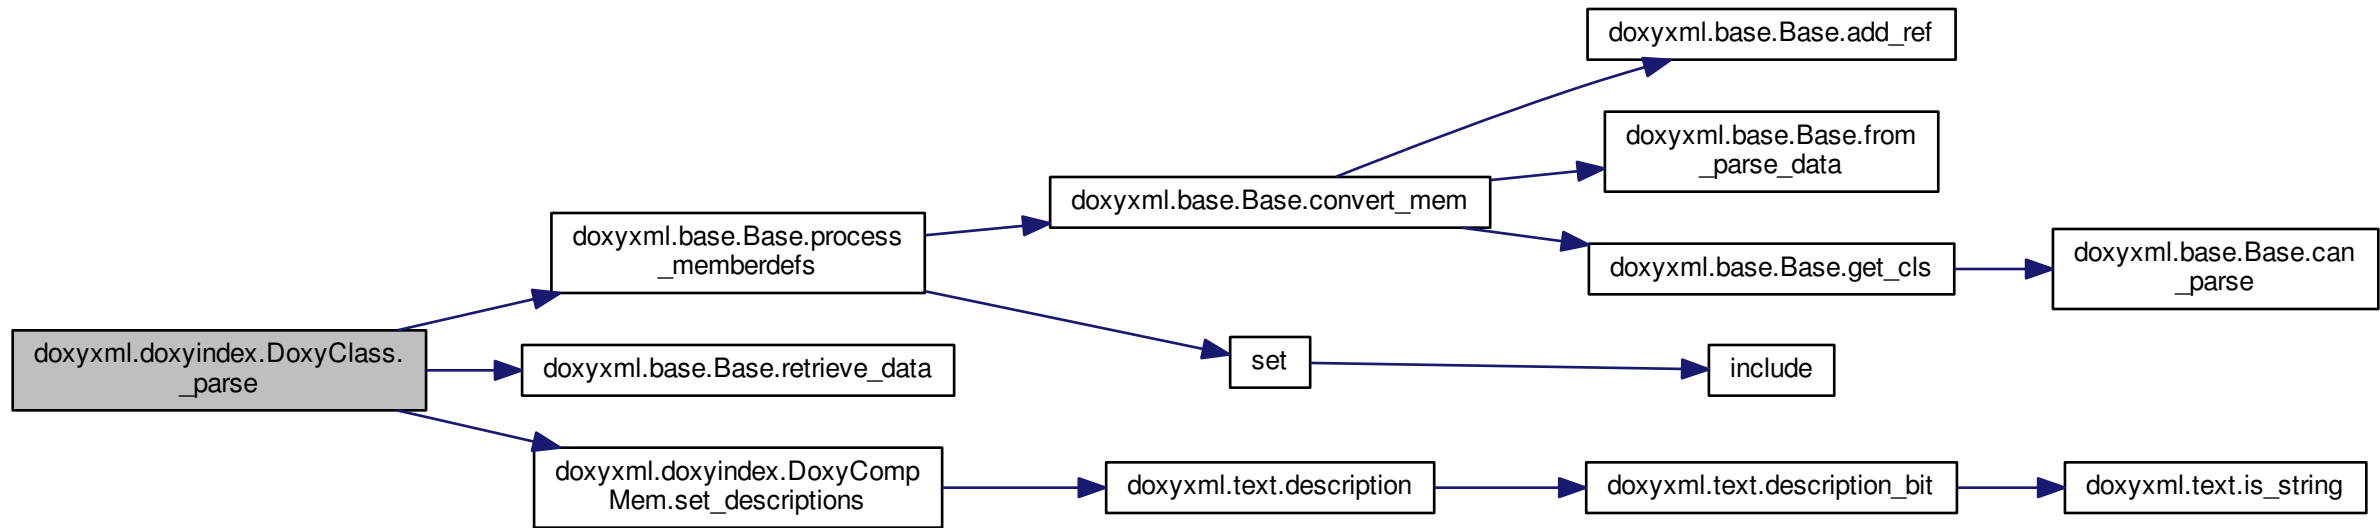 doxyxml.base.Base.add_ref
doxyxml.base.Base.from
_parse_data
doxyxml.base.Base.convert_mem
doxyxml.base.Base.process
_memberdefs
doxyxml.base.Base.get_cls
doxyxml.base.Base.can
_parse
doxyxml.doxyindex.DoxyClass.
_parse
doxyxml.base.Base.retrieve_data
set
include
doxyxml.doxyindex.DoxyComp
Mem.set_descriptions
doxyxml.text.description
doxyxml.text.description_bit
doxyxml.text.is_string